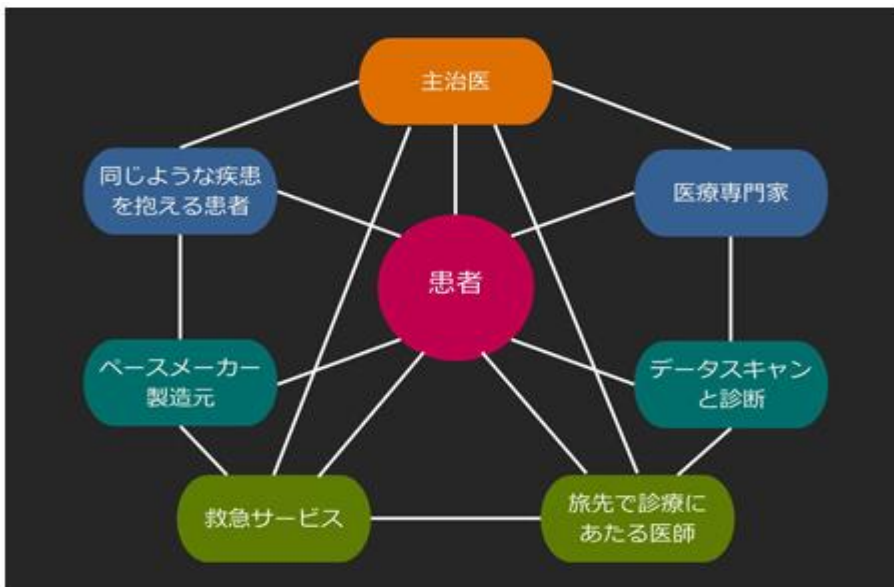 主治医
同じような疾患
を抱える患者
医療専門家
患者
ペースメーカー
製造元
データスキャン
と診断
救急サービス
旅先で診療に
あたる医師